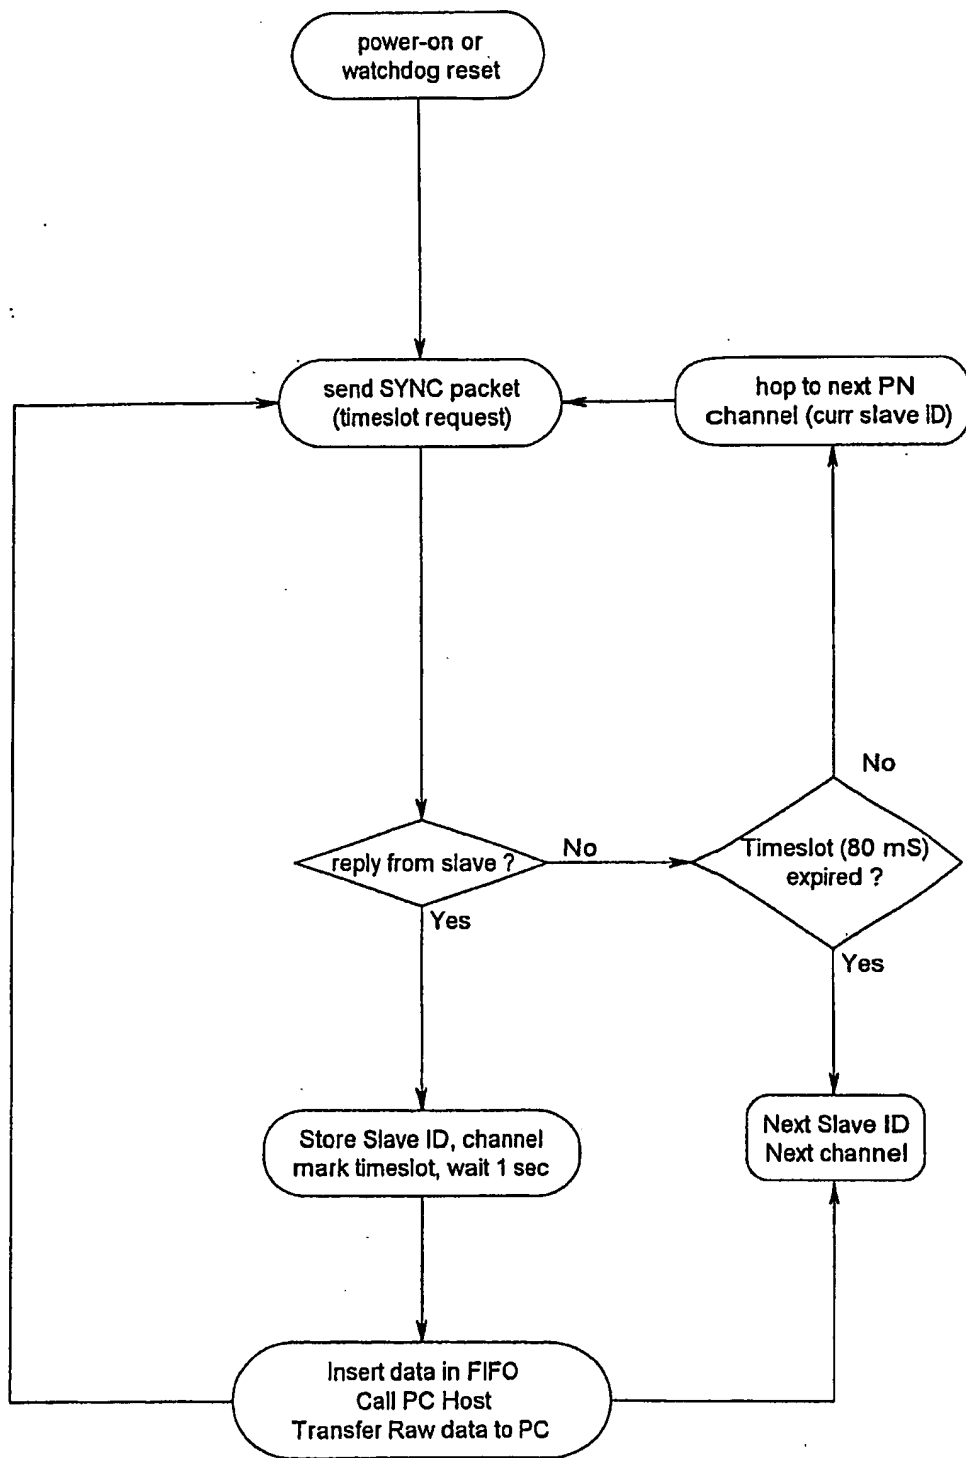 power-on or
watchdog reset
send SYNC packet
(timeslot request)
hop to next PN
channel (curr slave ID)
No
reply from slave ?
No
Timeslot (80 mS)
expired ?
Yes
Yes
Store Slave ID, channel
mark timeslot, wait 1 sec
Next Slave ID
Next channel
Insert data in FIFO
Call PC Host
Transfer Raw data to PC